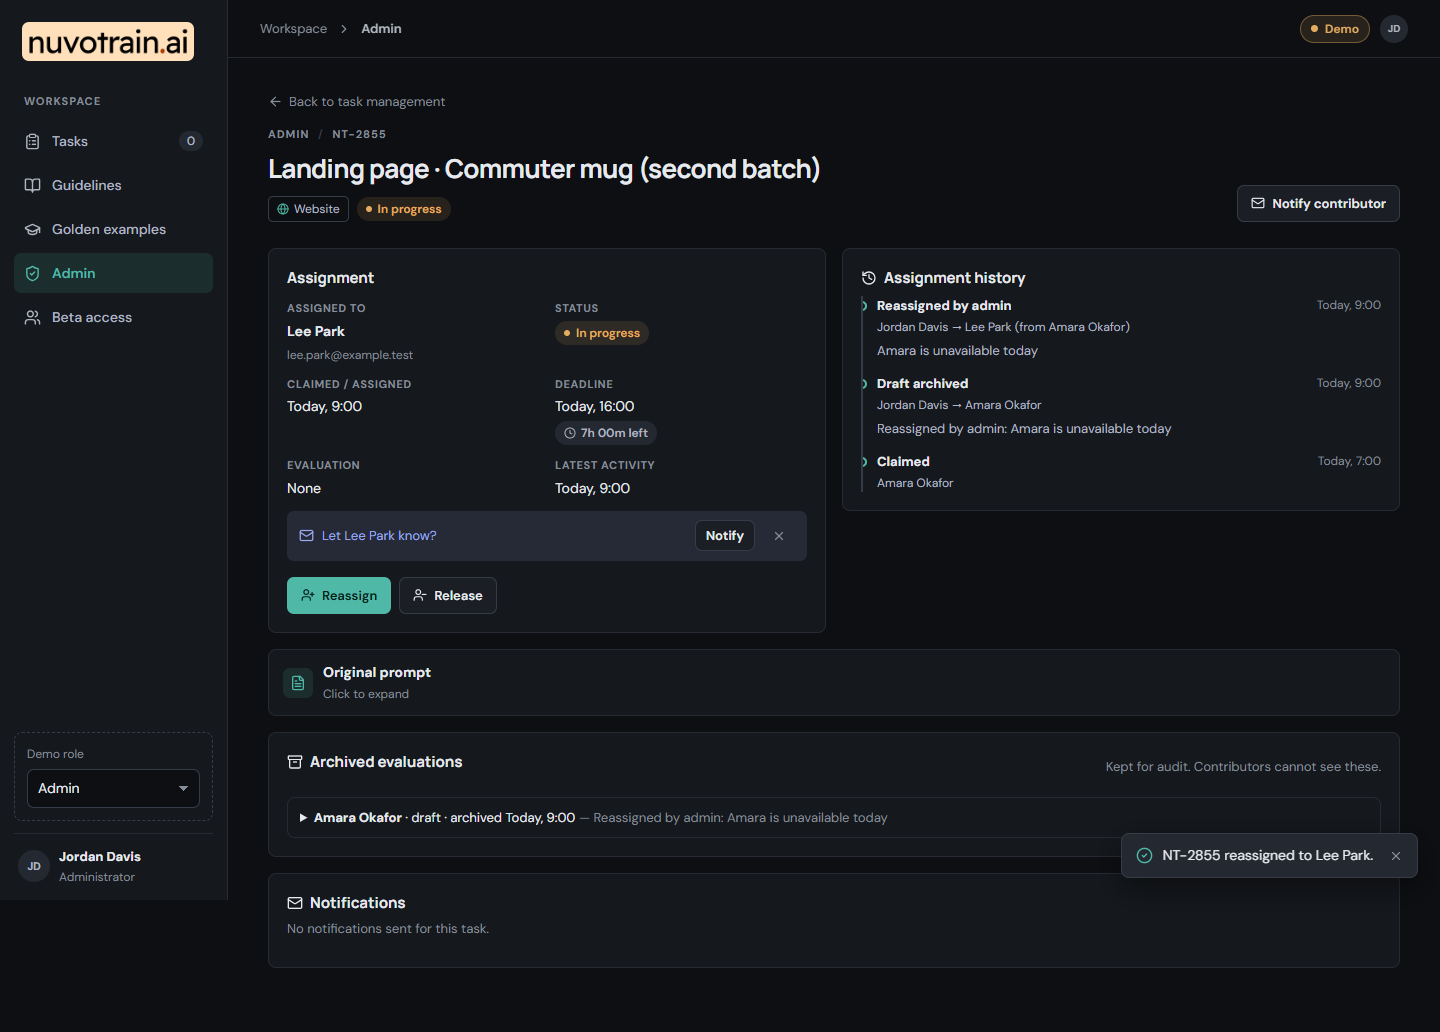 nuvotrain.ai
Workspace > Admin
Demo
JD
WORKSPACE
Tasks 0
Guidelines
Golden examples
Admin
Beta access
Demo role
Admin
JD
Jordan Davis
Administrator
← Back to task management
ADMIN / NT-2855
Landing page · Commuter mug (second batch)
Website
In progress
Notify contributor
Assignment
ASSIGNED TO
Lee Park
lee.park@example.test
STATUS
In progress
CLAIMED / ASSIGNED
Today, 9:00
DEADLINE
Today, 16:00
7h 00m left
EVALUATION
None
LATEST ACTIVITY
Today, 9:00
Let Lee Park know?
Notify
Reassign
Release
Assignment history
Reassigned by admin
Today, 9:00
Jordan Davis → Lee Park (from Amara Okafor)
Amara is unavailable today
Draft archived
Today, 9:00
Jordan Davis → Amara Okafor
Reassigned by admin: Amara is unavailable today
Claimed
Today, 7:00
Amara Okafor
Original prompt
Click to expand
Archived evaluations
Kept for audit. Contributors cannot see these.
Amara Okafor · draft · archived Today, 9:00 — Reassigned by admin: Amara is unavailable today
NT-2855 reassigned to Lee Park.
Notifications
No notifications sent for this task.